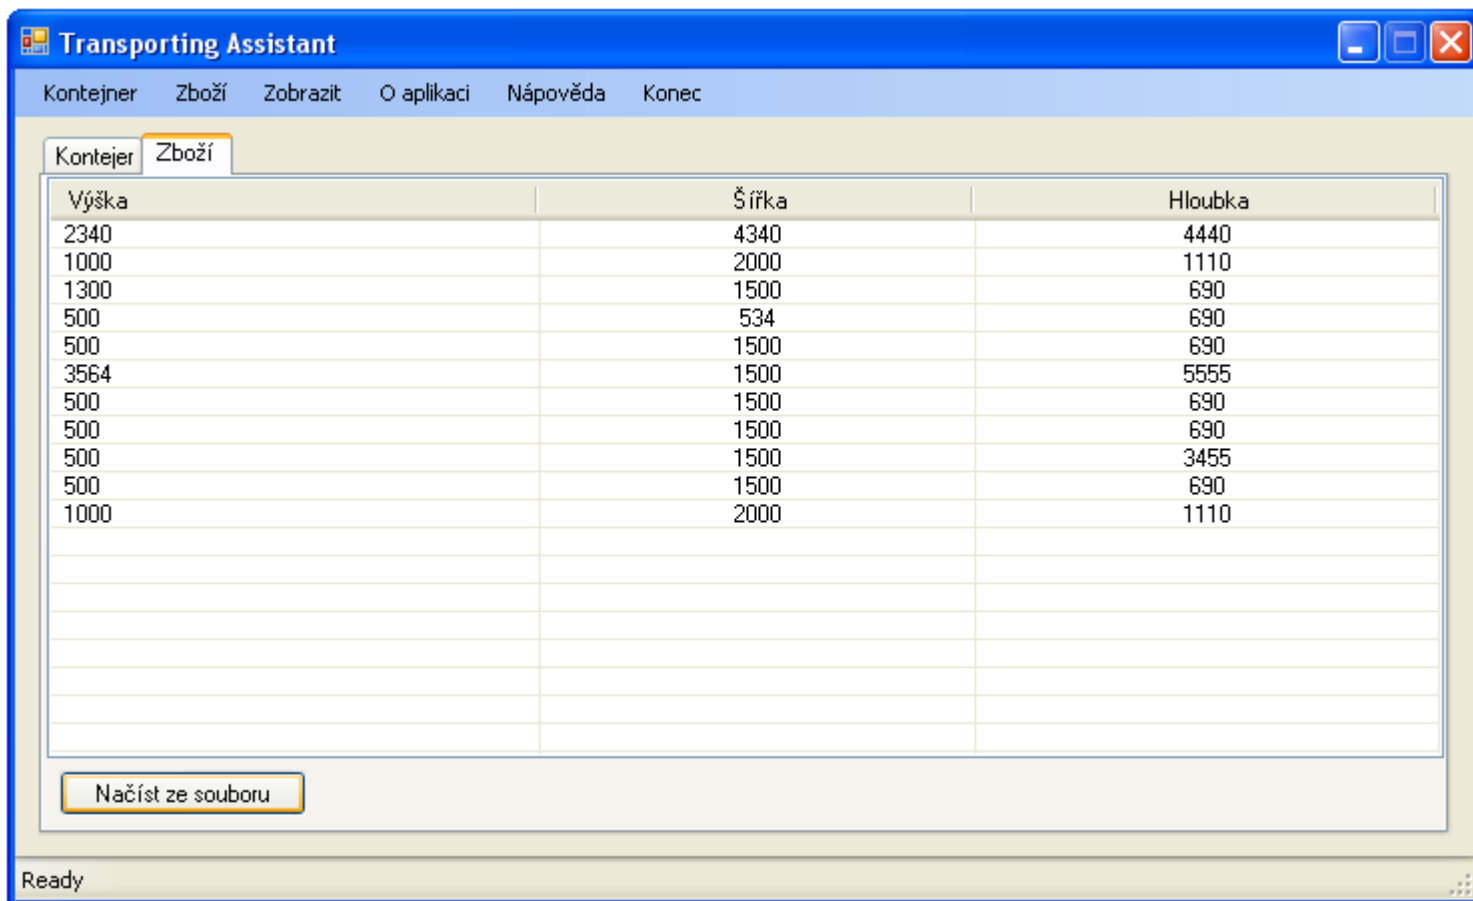 Transporting Assistant
Kontejner Zboží Zobrazit O aplikaci Nápověda Konec
Kontejer Zboží
Výška Šířka Hloubka
2340 4340 4440
1000 2000 1110
1300 1500 690
500 534 690
500 1500 690
3564 1500 5555
500 1500 690
500 1500 690
500 1500 3455
500 1500 690
1000 2000 1110
Načíst ze souboru
Ready